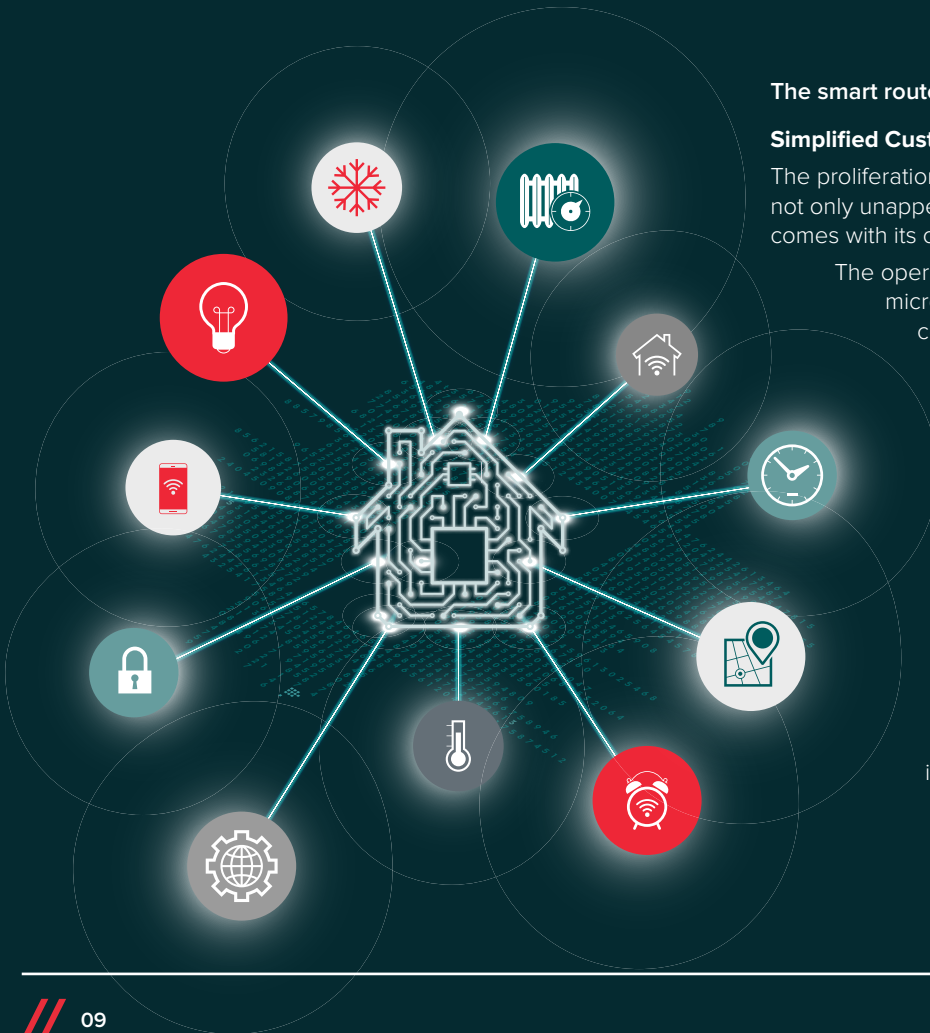 The smart route
Simplified Cust
The proliferation
not only unappe
comes with its o
The oper
micr
c
i
09